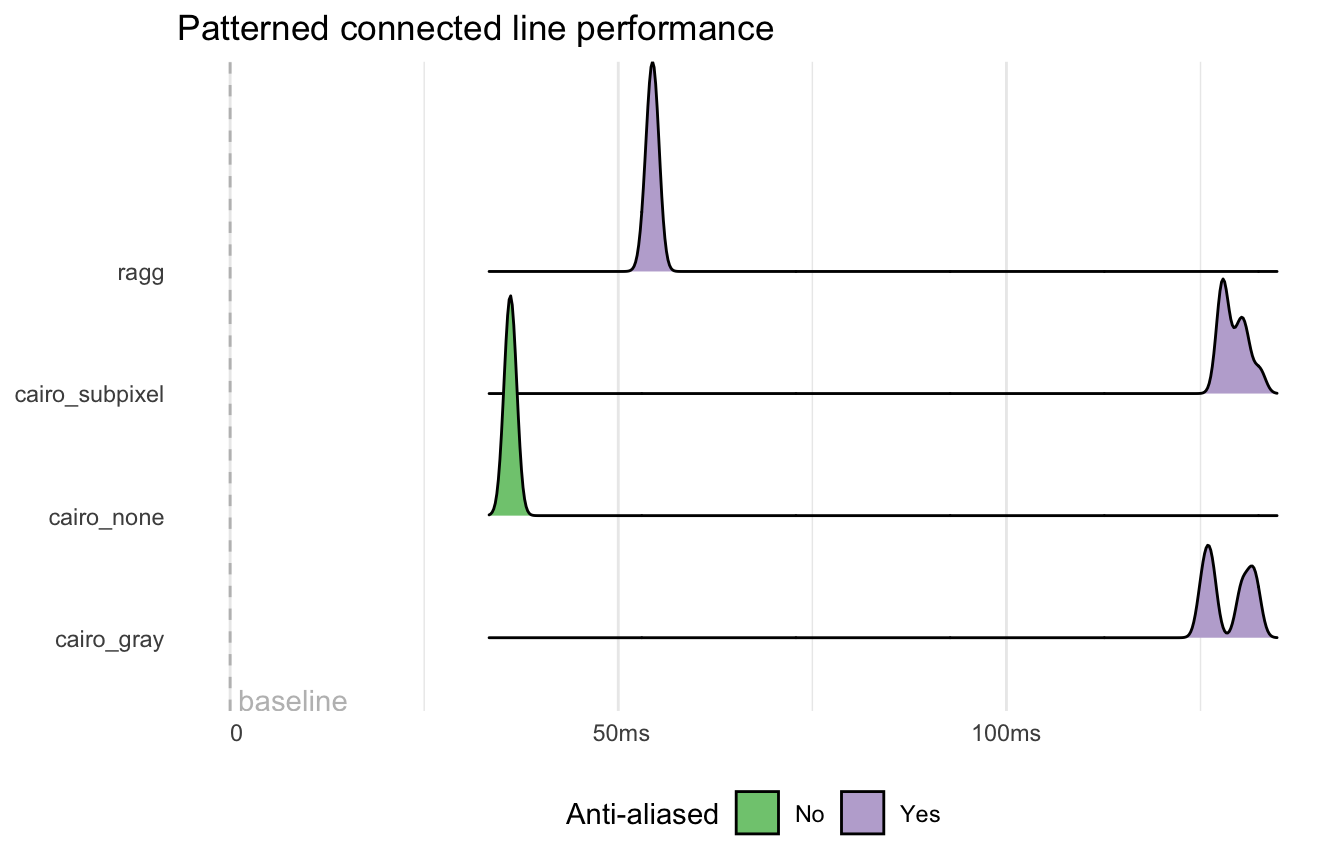 Patterned connected line performance
ragg
cairo_subpixel
cairo_none
cairo_gray
baseline
0 50ms 100ms
Anti-aliased No Yes